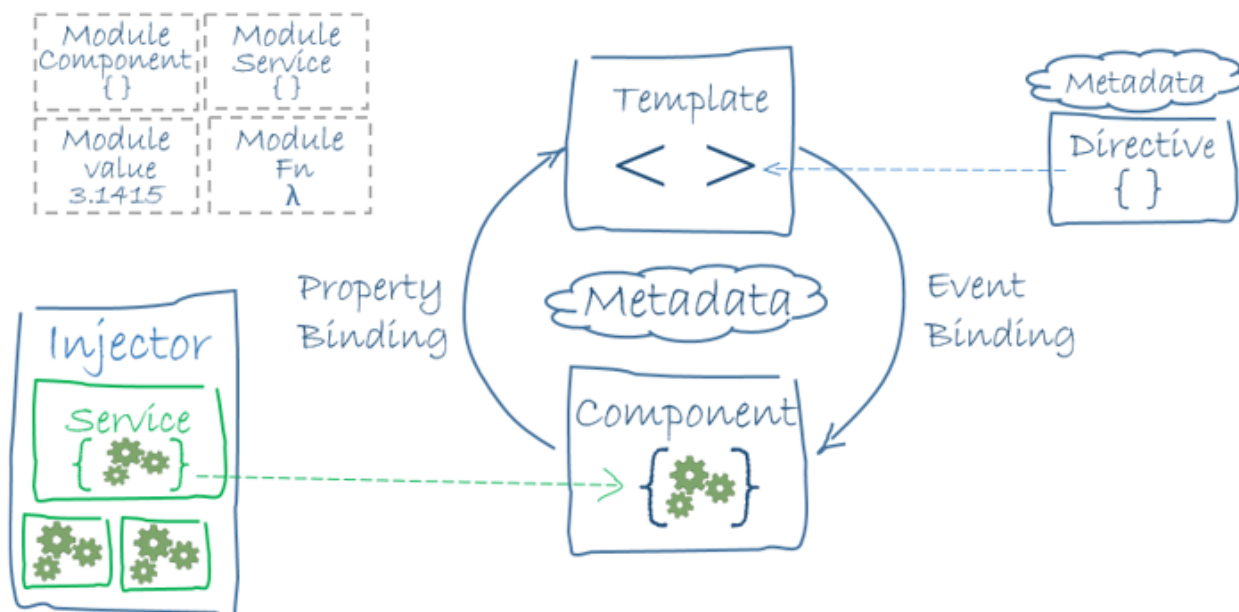 Module
Component
{ }
Module
Service
{ }
Module
value
3.1415
Module
Fn
λ
Template
< >
Metadata
Directive
{ }
Property
Binding
Metadata
Event
Binding
Injector
Service
{ }
Component
{ }